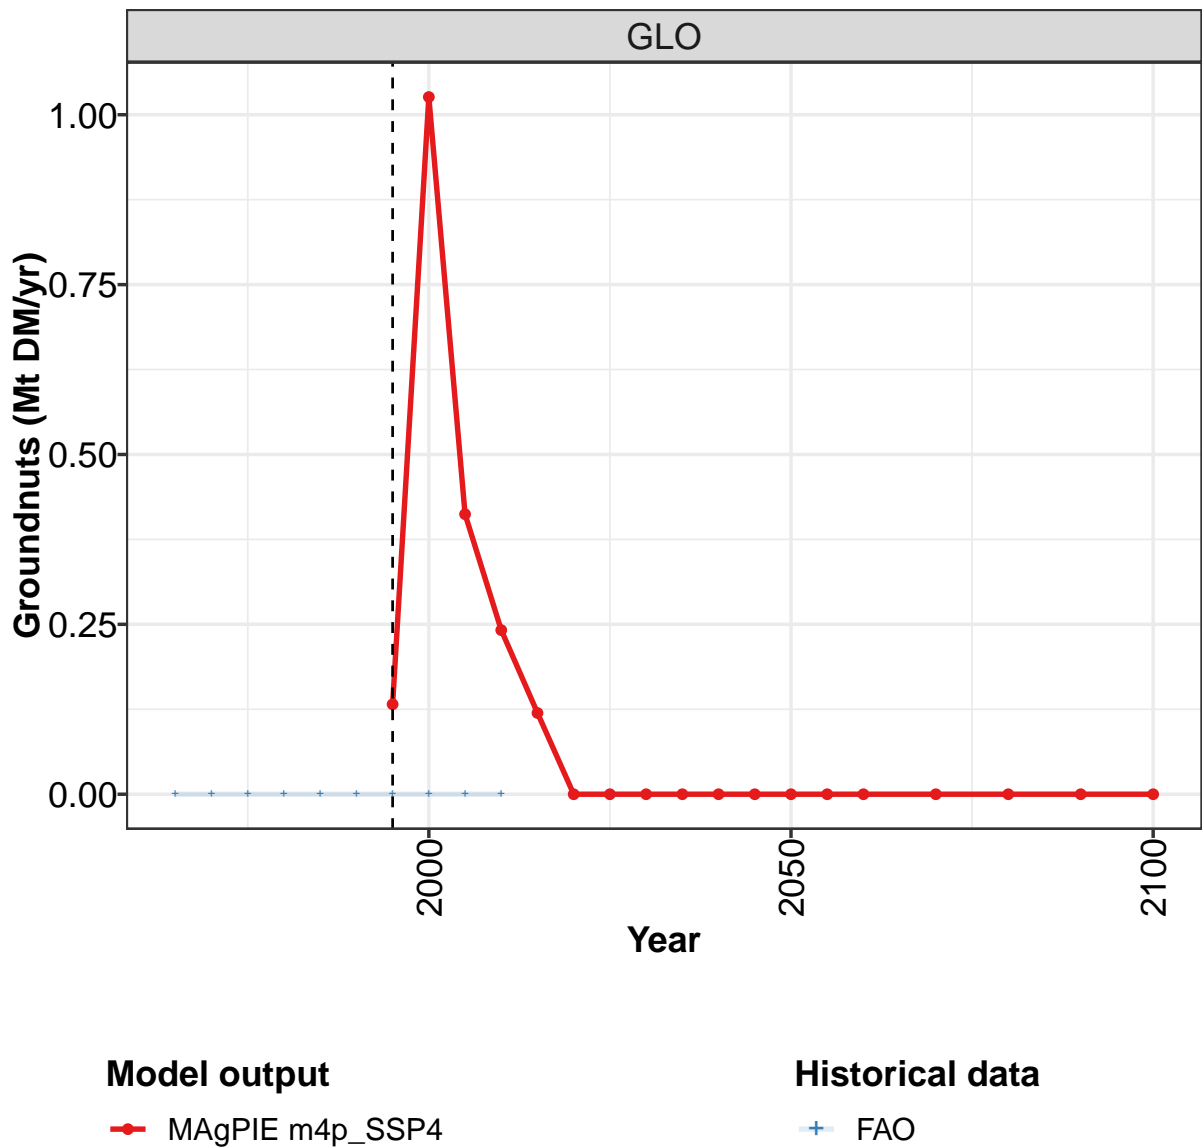 GLO
1.00
0.75
0.50
0.25
0.00
Groundnuts (Mt DM/yr)
2000
2050
2100
Year
Model output
MAgPIE m4p_SSP4
Historical data
FAO